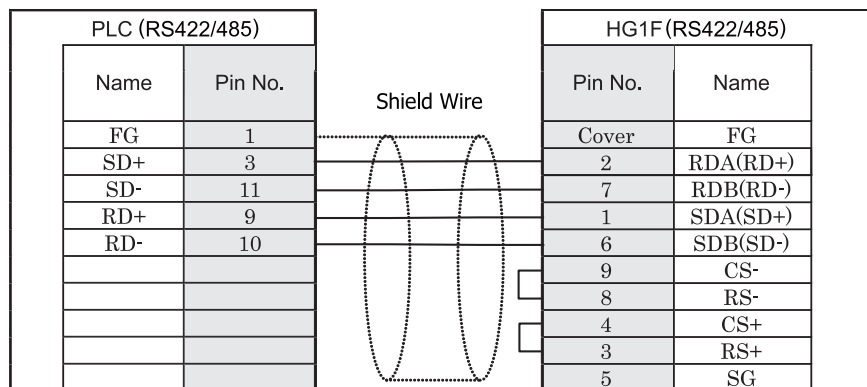 PLC (RS422/485) HG1F(RS422/485)
Name Pin No. Shield Wire Pin No. Name
FG 1 Cover FG
SD+ 3 2 RDA(RD+)
SD- 11 7 RDB(RD-)
RD+ 9 1 SDA(SD+)
RD- 10 6 SDB(SD-)
9 CS-
8 RS-
4 CS+
3 RS+
5 SG